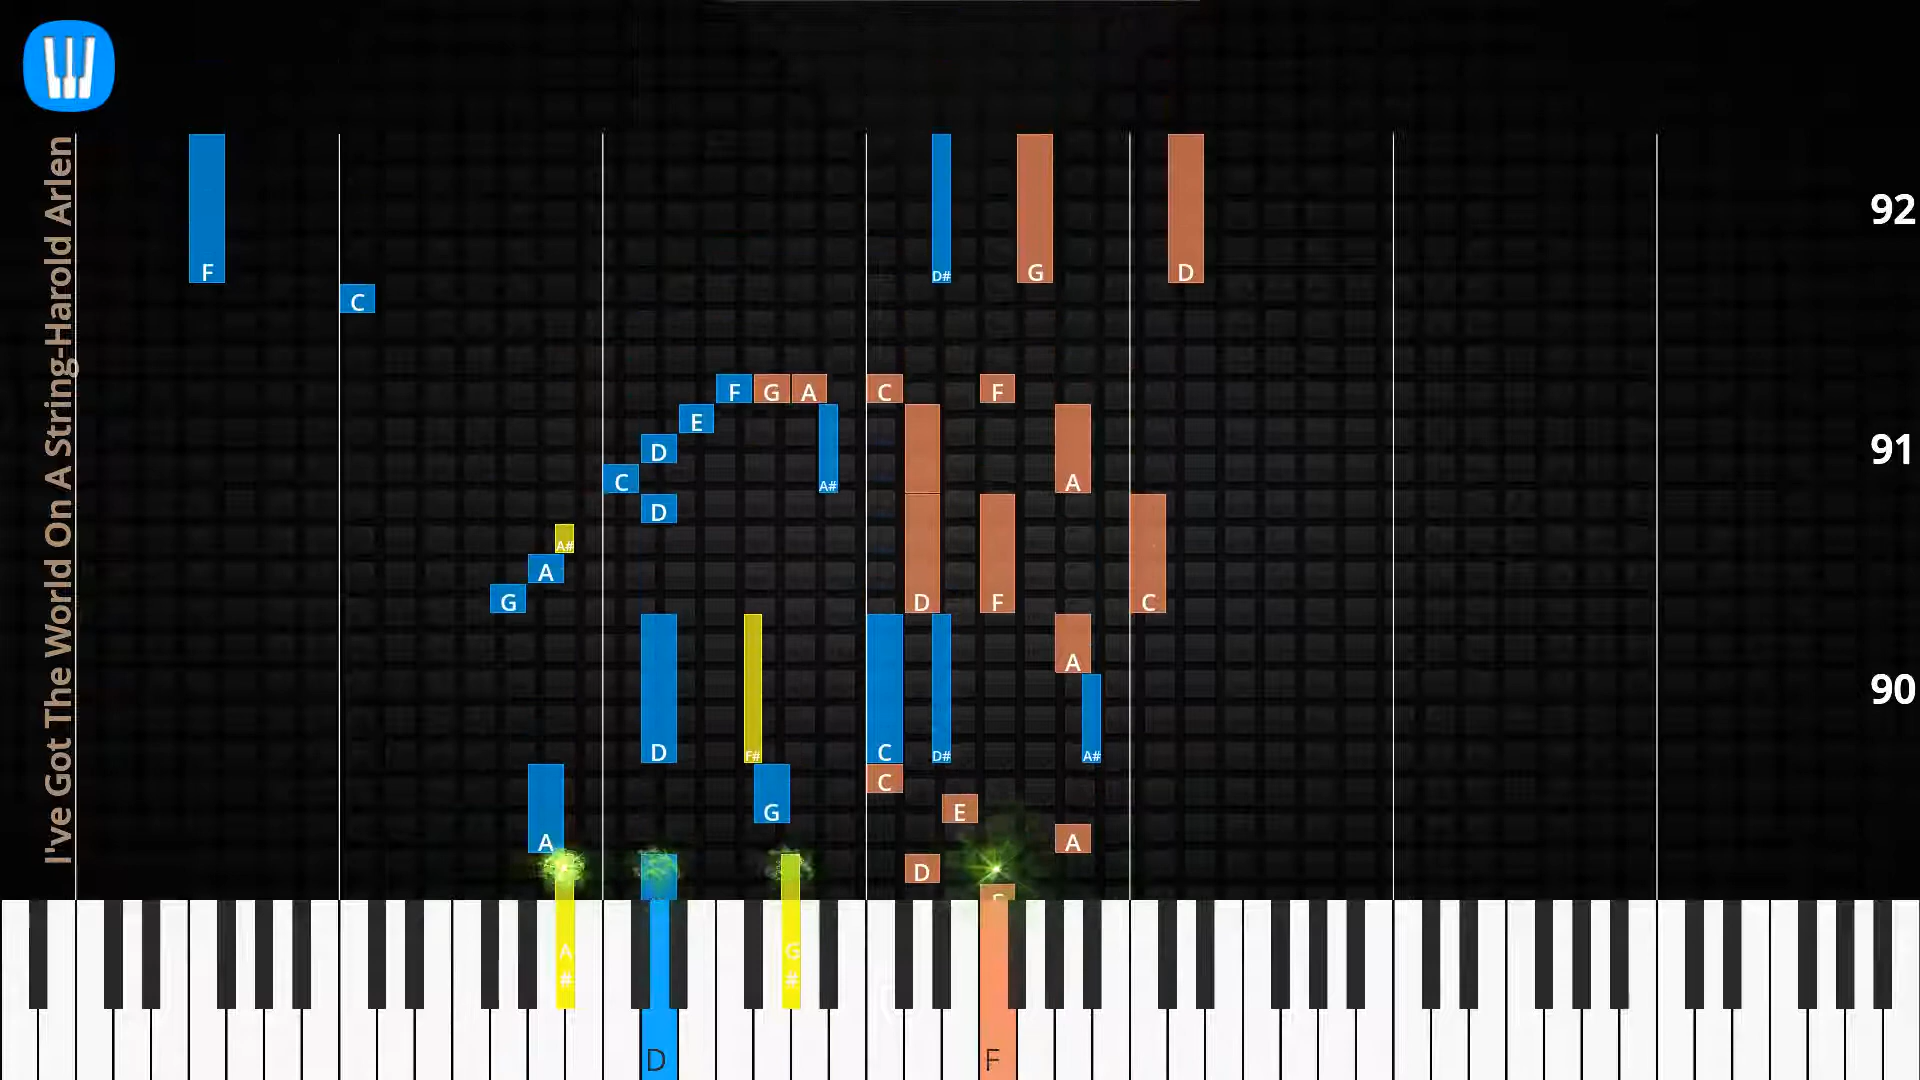 I've Got The World On A String-Harold Arlen
F D# G D
92
C
F G A C F
E
D
91
C A# A
D
A#
A
G D F C
A
90
D F# C D# A#
C
E
G
A A
D
A# G#
D F